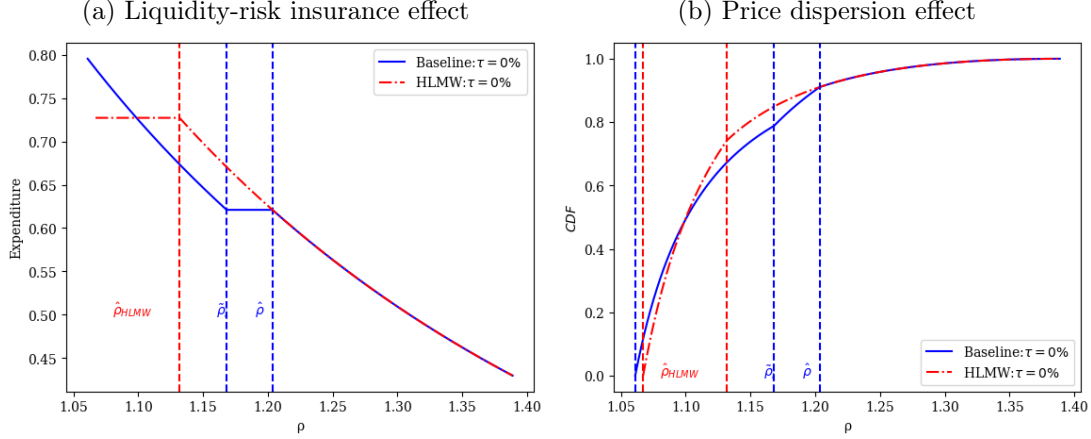 (a) Liquidity-risk insurance effect
0.80
0.75
0.70
0.65
0.60
0.55
0.50
0.45
Expenditure
Baseline:τ = 0%
HLMW:τ = 0%
ρ̂HLMW
ρ̃
ρ̂
1.05 1.10 1.15 1.20 1.25 1.30 1.35 1.40
ρ
(b) Price dispersion effect
1.0
0.8
0.6
0.4
0.2
0.0
CDF
ρ̂HLMW
ρ̃
ρ̂
Baseline:τ = 0%
HLMW:τ = 0%
1.05 1.10 1.15 1.20 1.25 1.30 1.35 1.40
ρ